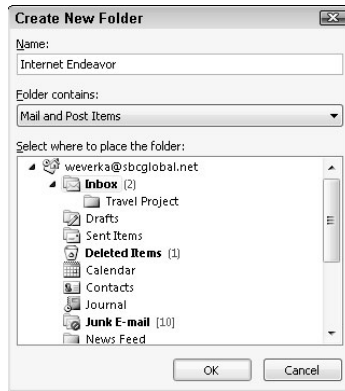 Create New Folder
Name:
Internet Endeavor
Folder contains:
Mail and Post Items
Select where to place the folder:
weverka@sbcglobal.net
Inbox (2)
Travel Project
Drafts
Sent Items
Deleted Items (1)
Calendar
Contacts
Journal
Junk E-mail [10]
News Feed
OK Cancel